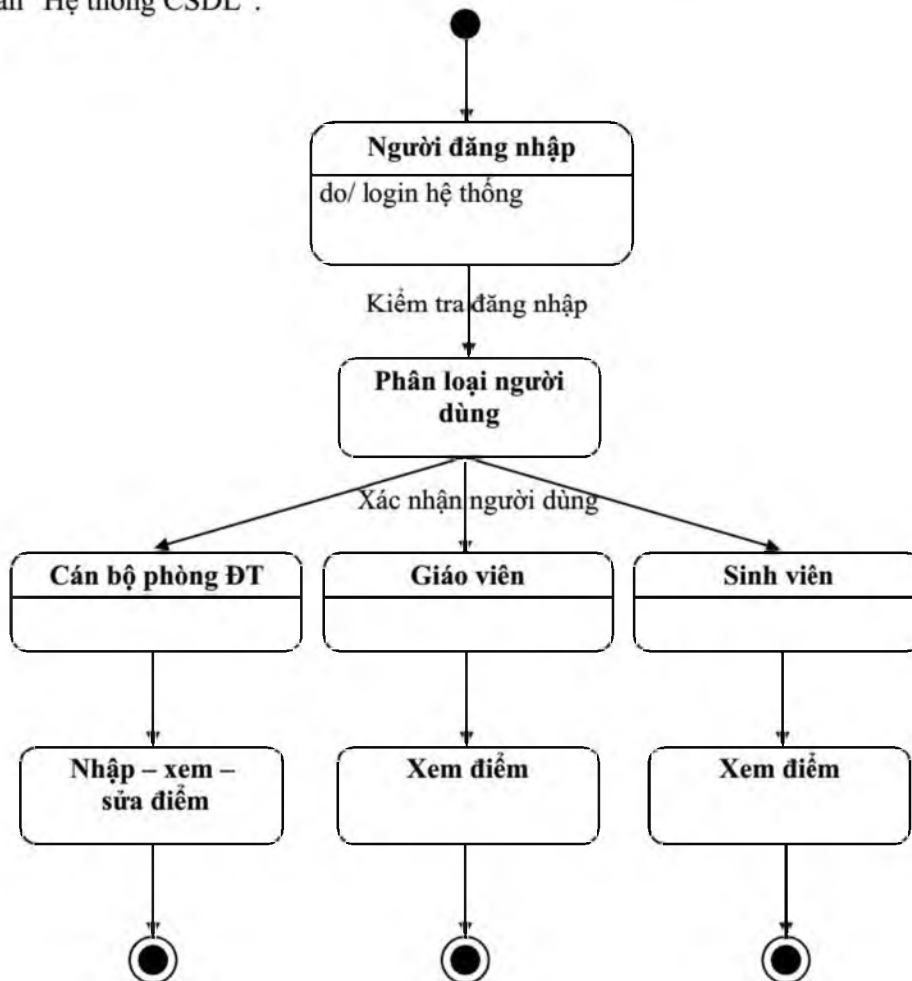 Hệ thống CSDL".
Người đăng nhập
do/ login hệ thống
Kiểm tra đăng nhập
Phân loại người
dùng
Xác nhận người dùng
Cán bộ phòng ĐT
Giáo viên
Sinh viên
Nhập – xem –
sửa điểm
Xem điểm
Xem điểm